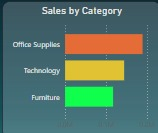 Sales by Category
Office Supplies
Technology
Furniture